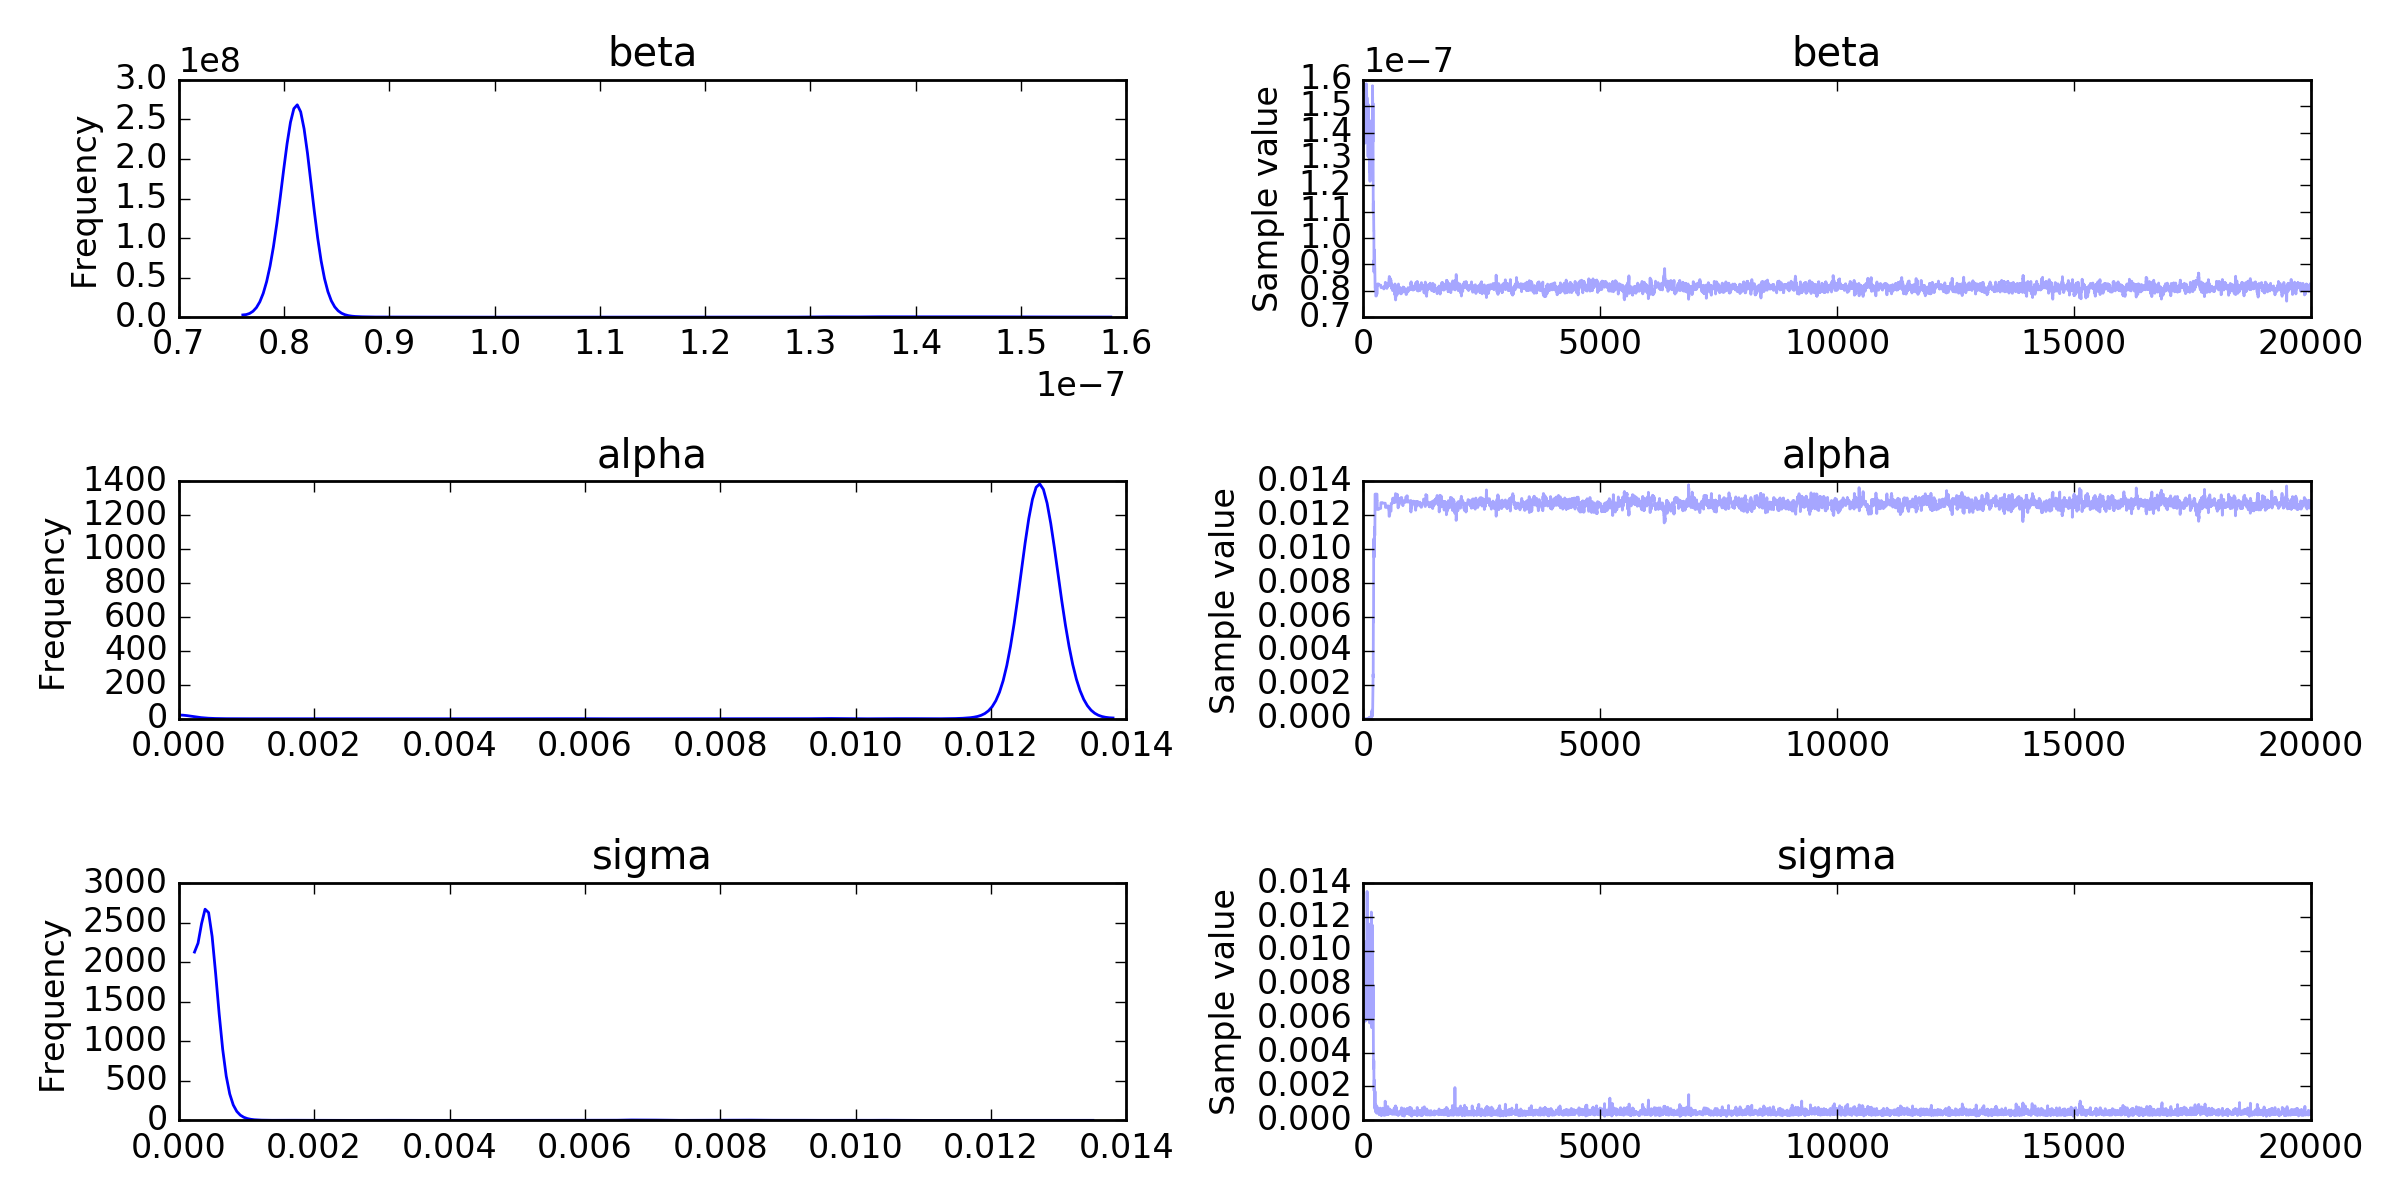 beta
1e8
3.0
2.5
2.0
1.5
1.0
0.5
0.0
Frequency
0.7 0.8 0.9 1.0 1.1 1.2 1.3 1.4 1.5 1.6
1e−7
beta
1e−7
1.6
1.5
1.4
1.3
1.2
1.1
1.0
0.9
0.8
0.7
Sample value
0 5000 10000 15000 20000
alpha
1400
1200
1000
800
600
400
200
0
Frequency
0.000 0.002 0.004 0.006 0.008 0.010 0.012 0.014
alpha
0.014
0.012
0.010
0.008
0.006
0.004
0.002
0.000
Sample value
0 5000 10000 15000 20000
sigma
3000
2500
2000
1500
1000
500
0
Frequency
0.000 0.002 0.004 0.006 0.008 0.010 0.012 0.014
sigma
0.014
0.012
0.010
0.008
0.006
0.004
0.002
0.000
Sample value
0 5000 10000 15000 20000